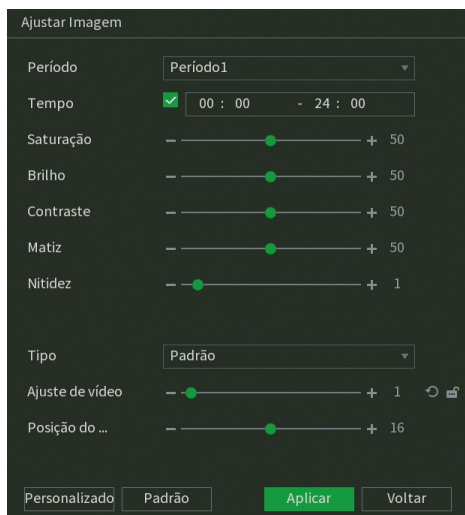 Ajustar Imagem
Período Período1
Tempo 00 : 00 - 24 : 00
Saturação 50
Brilho 50
Contraste 50
Matiz 50
Nitidez 1
Tipo Padrão
Ajuste de vídeo 1
Posição do ... 16
Personalizado Padrão Aplicar Voltar